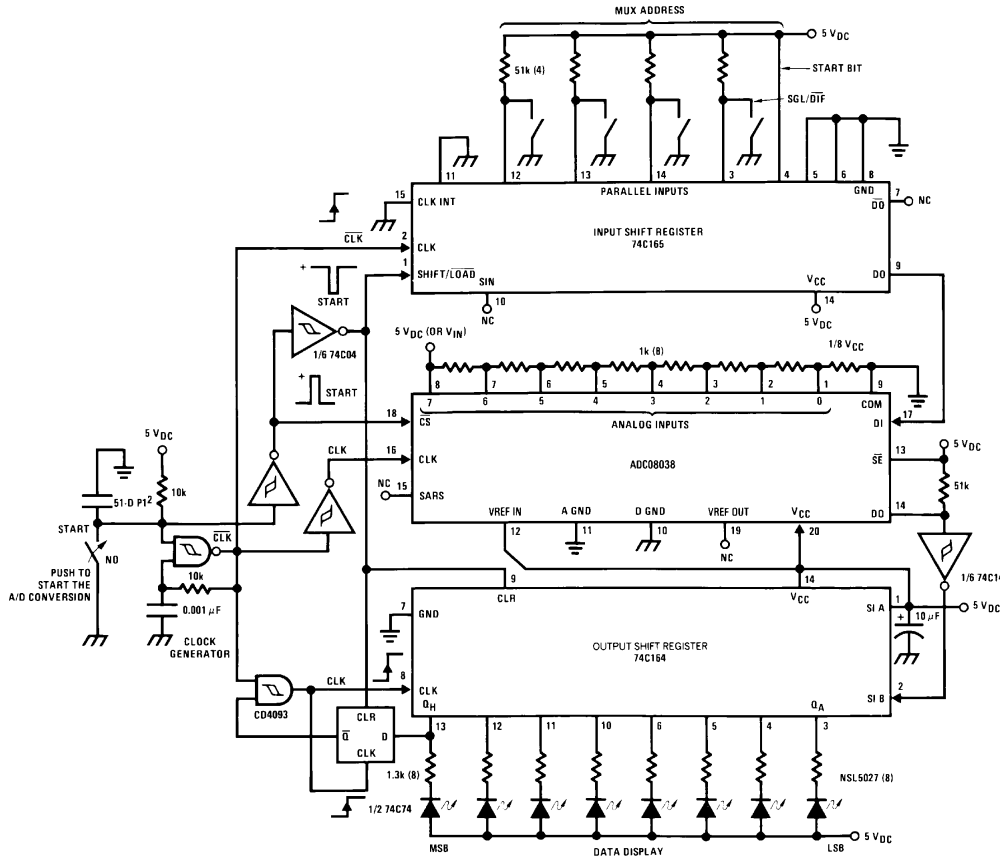 MUX ADDRESS
5 VDC
51k (4)
START BIT
SGL/DIF
11
12
13
14
3
4
5
6
8
PARALLEL INPUTS
GND
15
CLK INT
7
DO
NC
INPUT SHIFT REGISTER
74C165
CLK
2
CLK
1
SHIFT/LOAD
SIN
VCC
DO
9
10
NC
14
5 VDC
+
START
1/6 74C04
+
START
5 VDC (OR VIN)
1k (8)
1/8 VCC
8
7
6
5
4
3
2
1
9
7
6
5
4
3
2
1
0
COM
ANALOG INPUTS
18
CS
17
DI
16
CLK
CLK
ADC08038
13
SE
5 VDC
51k
NC
15
SARS
14
DO
VREF IN
A GND
D GND
VREF OUT
VCC
12
11
10
19
NC
20
5 VDC
51-D P1²
10k
START
NO
PUSH TO
START THE
A/D CONVERSION
CLK
10k
0.001 µF
CLOCK
GENERATOR
1/6 74C14
9
CLR
14
VCC
7
GND
SI A
1
5 VDC
+
10 µF
OUTPUT SHIFT REGISTER
74C164
CLK
8
CLK
SI B
2
CD4093
QH
QA
CLR
Q
D
CLK
13
12
11
10
6
5
4
3
1.3k (8)
NSL5027 (8)
1/2 74C74
MSB
DATA DISPLAY
LSB
5 VDC